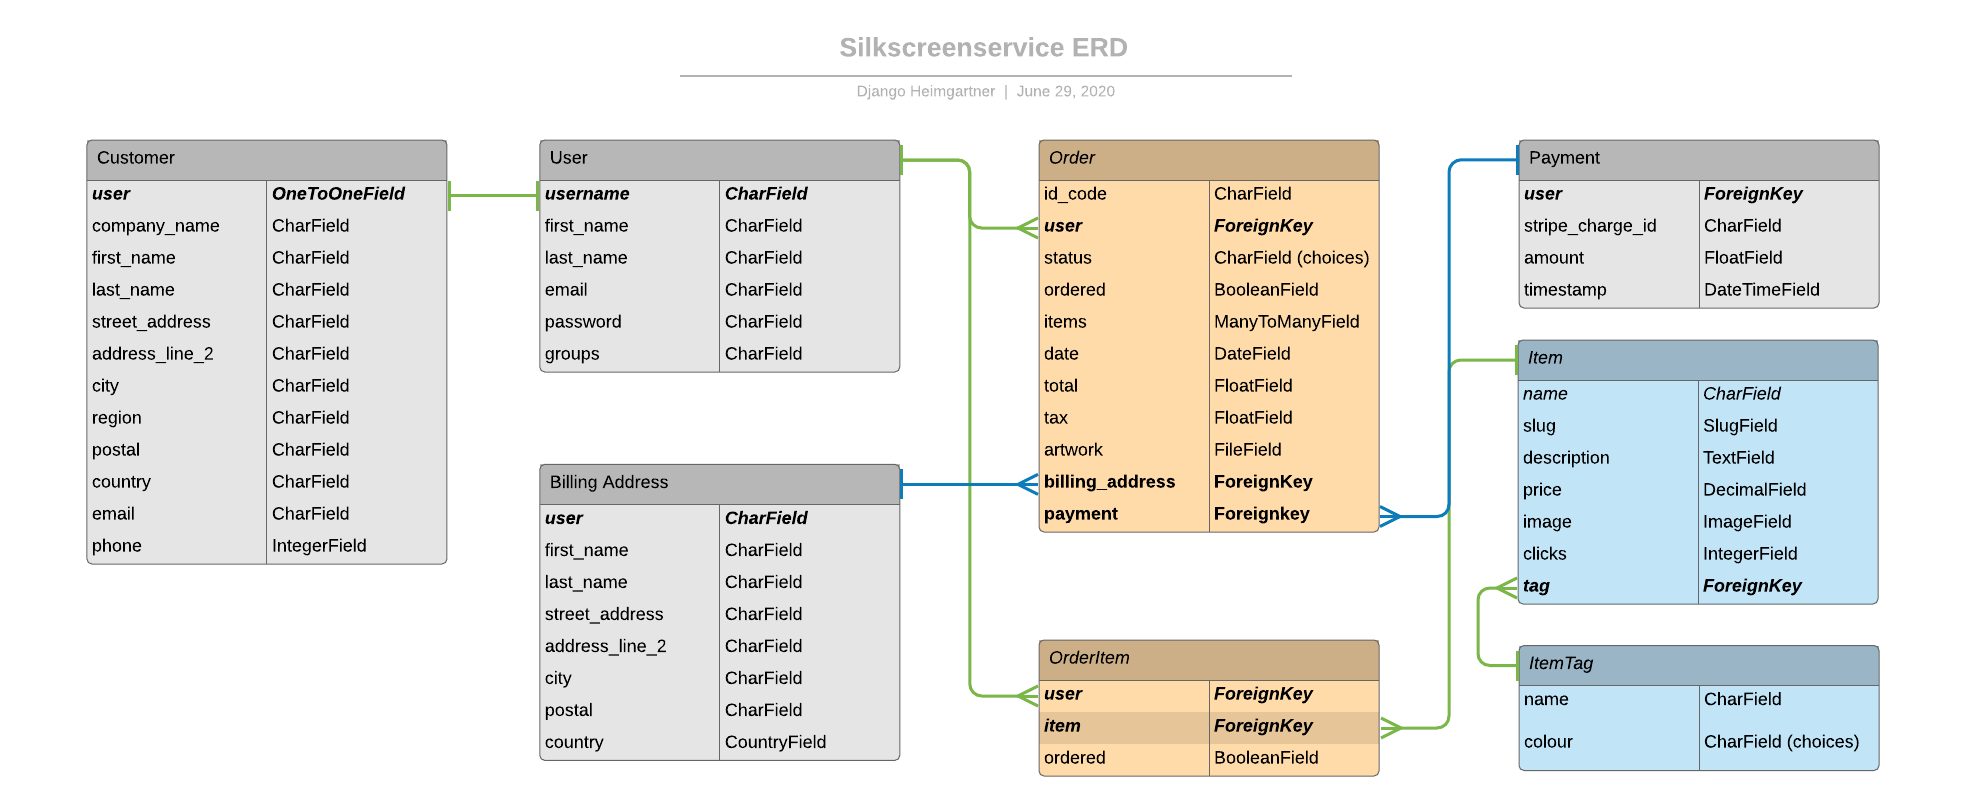 Silkscreenservice ERD
Django Heimgartner | June 29, 2020
Customer
user OneToOneField
company_name CharField
first_name CharField
last_name CharField
street_address CharField
address_line_2 CharField
city CharField
region CharField
postal CharField
country CharField
email CharField
phone IntegerField
User
username CharField
first_name CharField
last_name CharField
email CharField
password CharField
groups CharField
Billing Address
user CharField
first_name CharField
last_name CharField
street_address CharField
address_line_2 CharField
city CharField
postal CharField
country CountryField
Order
id_code CharField
user ForeignKey
status CharField (choices)
ordered BooleanField
items ManyToManyField
date DateField
total FloatField
tax FloatField
artwork FileField
billing_address ForeignKey
payment Foreignkey
OrderItem
user ForeignKey
item ForeignKey
ordered BooleanField
Payment
user ForeignKey
stripe_charge_id CharField
amount FloatField
timestamp DateTimeField
Item
name CharField
slug SlugField
description TextField
price DecimalField
image ImageField
clicks IntegerField
tag ForeignKey
ItemTag
name CharField
colour CharField (choices)